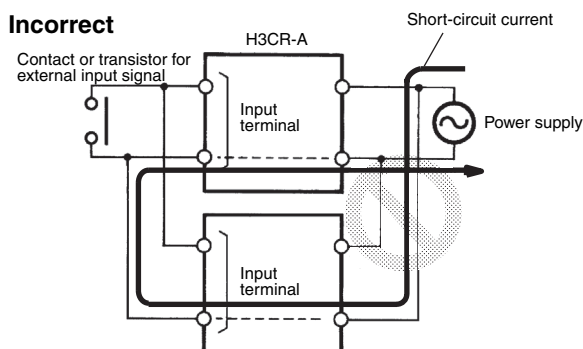 Incorrect
Short-circuit current
H3CR-A
Contact or transistor for
external input signal
Input
terminal
Power supply
Input
terminal